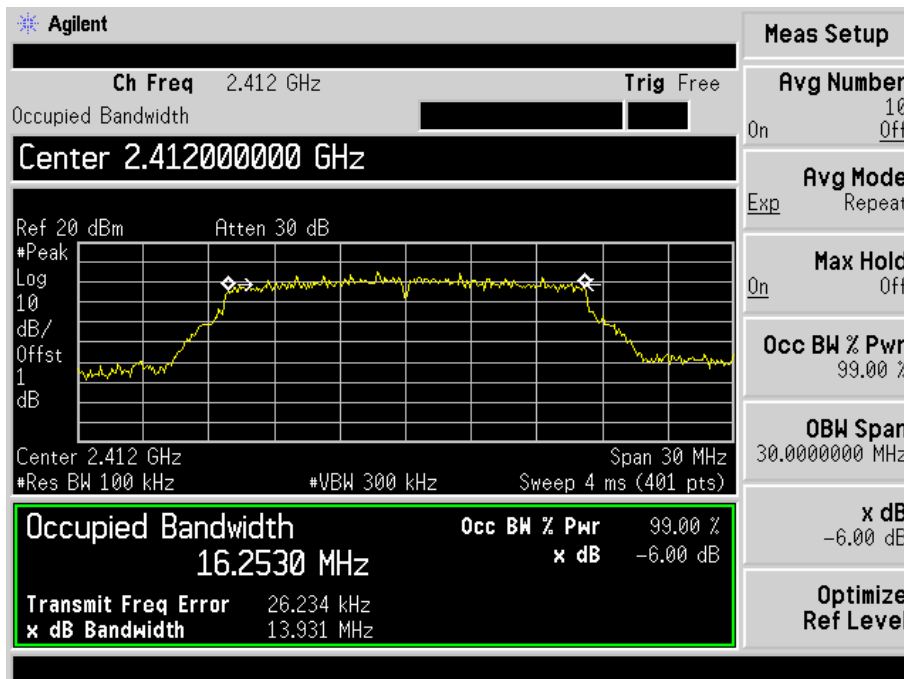 Agilent
Ch Freq 2.412 GHz Trig Free
Occupied Bandwidth
Center 2.412000000 GHz
Ref 20 dBm Atten 30 dB
#Peak
Log
10
dB/
Offst
1
dB
Center 2.412 GHz Span 30 MHz
#Res BW 100 kHz #VBW 300 kHz Sweep 4 ms (401 pts)
Occupied Bandwidth
16.2530 MHz
Occ BW % Pwr 99.00 %
x dB -6.00 dB
Transmit Freq Error 26.234 kHz
x dB Bandwidth 13.931 MHz
Meas Setup
Avg Number
10
On Off
Avg Mode
Exp Repeat
Max Hold
On Off
Occ BW % Pwr
99.00 %
OBW Span
30.0000000 MHz
x dB
-6.00 dB
Optimize
Ref Level